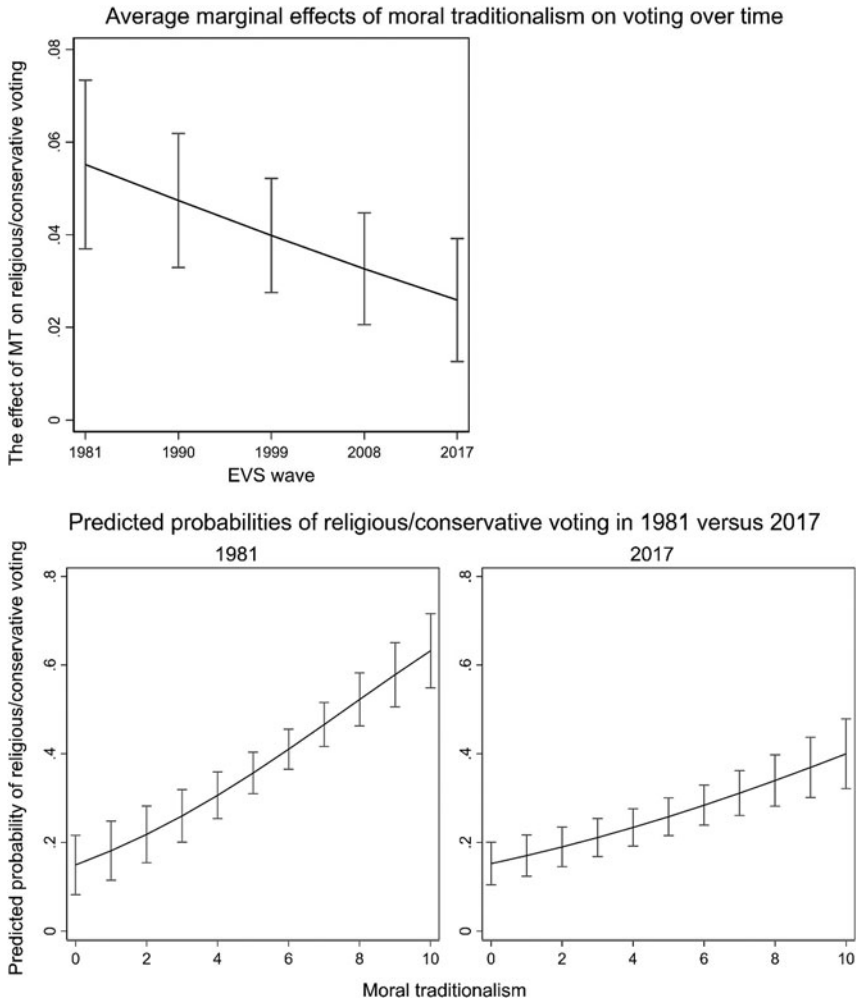 Average marginal effects of moral traditionalism on voting over time
The effect of MT on religious/conservative voting
.08
.06
.04
.02
0
1981 1990 1999 2008 2017
EVS wave
Predicted probabilities of religious/conservative voting in 1981 versus 2017
1981 2017
Predicted probability of religious/conservative voting
.8 .8
.6 .6
.4 .4
.2 .2
0 0
0 2 4 6 8 10 0 2 4 6 8 10
Moral traditionalism